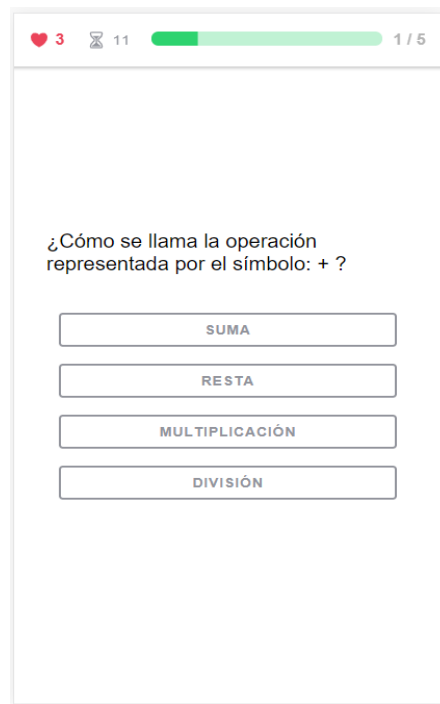 3 11 1 / 5
¿Cómo se llama la operación
representada por el símbolo: + ?
SUMA
RESTA
MULTIPLICACIÓN
DIVISIÓN